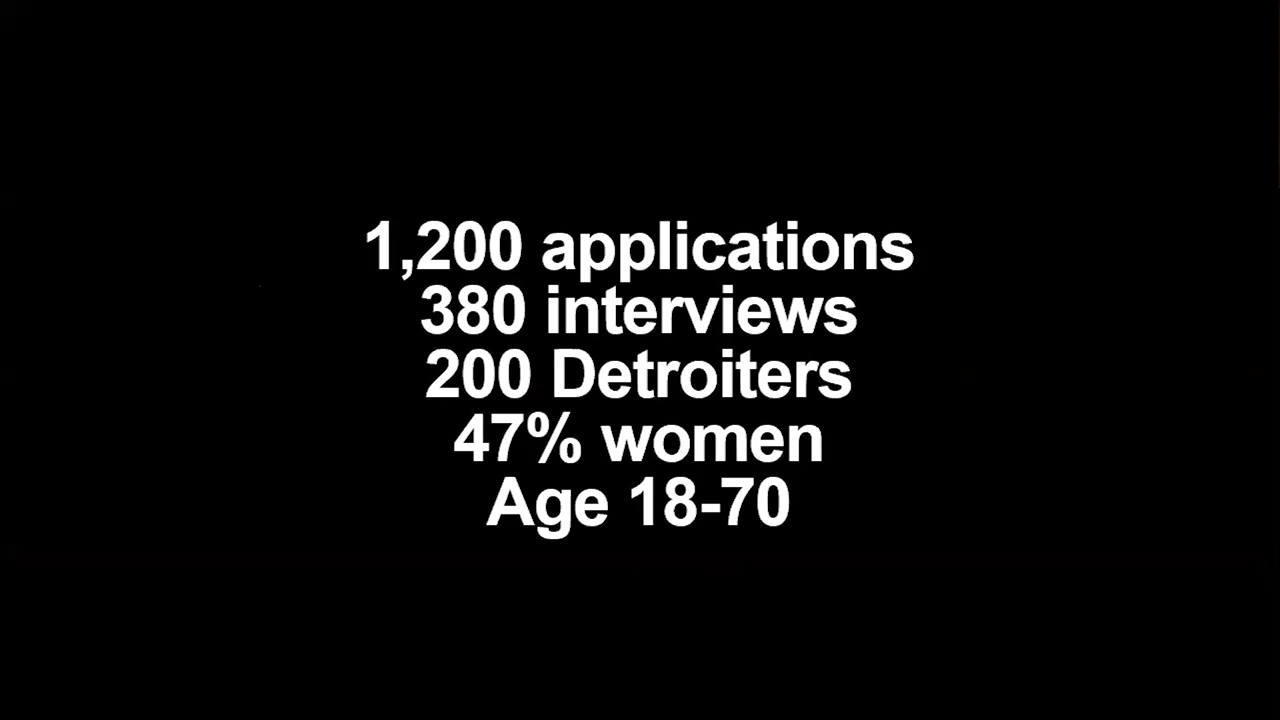 1,200 applications
380 interviews
200 Detroiters
47% women
Age 18-70